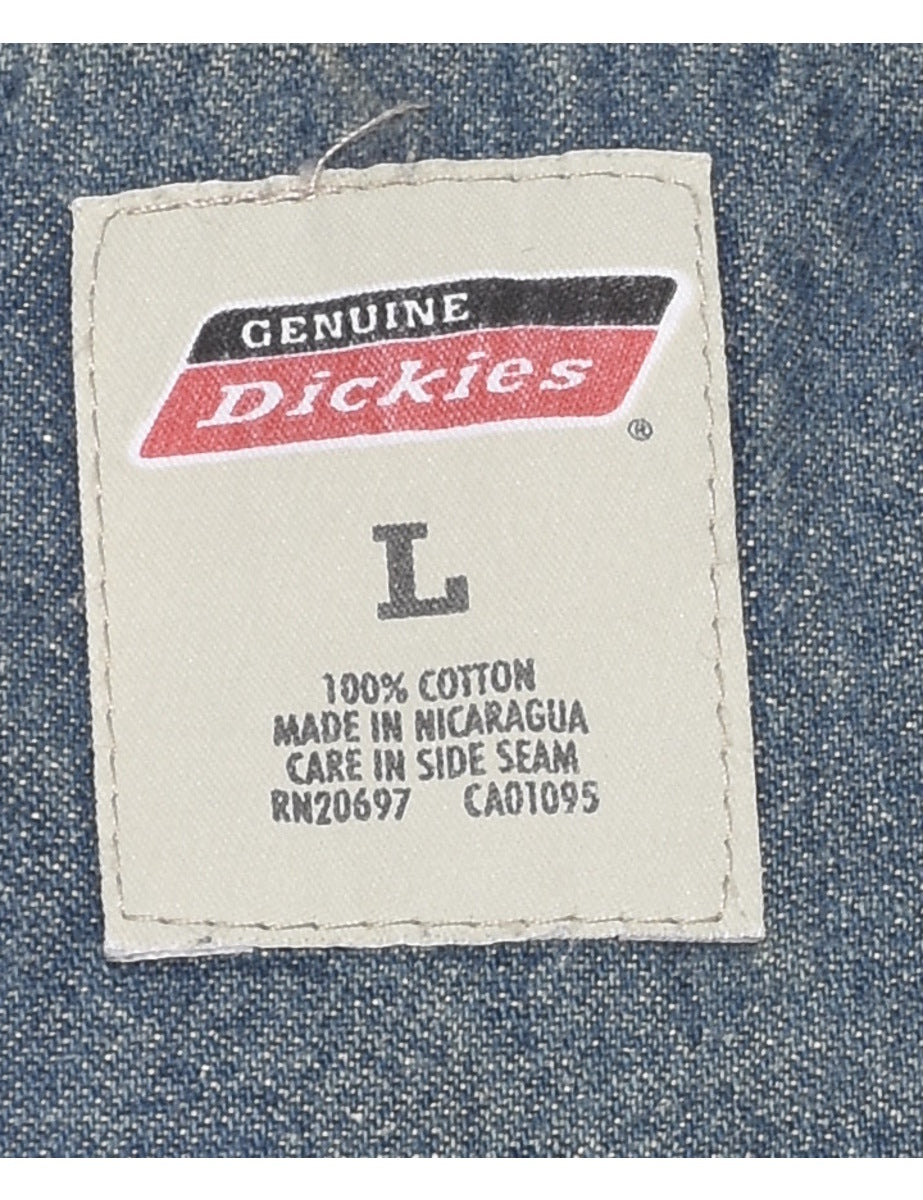 GENUINE
Dickies
®
L
100% COTTON
MADE IN NICARAGUA
CARE IN SIDE SEAM
RN20697 CA01095